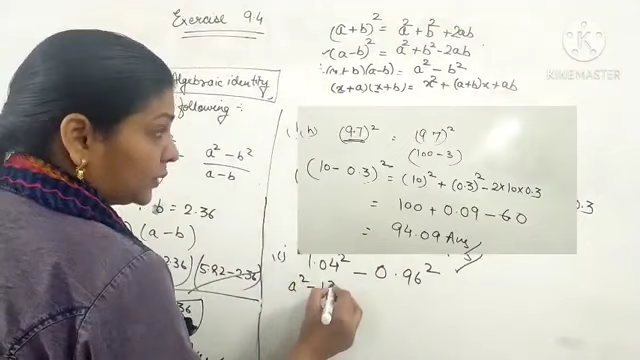 Exercise 9.4
(a+b)² = a² + b² + 2ab
(a-b)² = a² + b² - 2ab
(a+b)(a-b) = a² - b²
(x+a)(x+b) = x² + (a+b)x + ab
KINEMASTER
Algebraic identity
following :-
a² - b²
a - b
b = 2.36
(a - b)
2.36) (5.82 - 2.36)
36
(b) (9.7)² = (9.7)²
(100 - 3)
(10 - 0.3)² = (10)² + (0.3)² - 2×10×0.3
= 100 + 0.09 - 60
= 94.09 Ans
0.3
(c) 1.04² - 0.96²
a² - b²